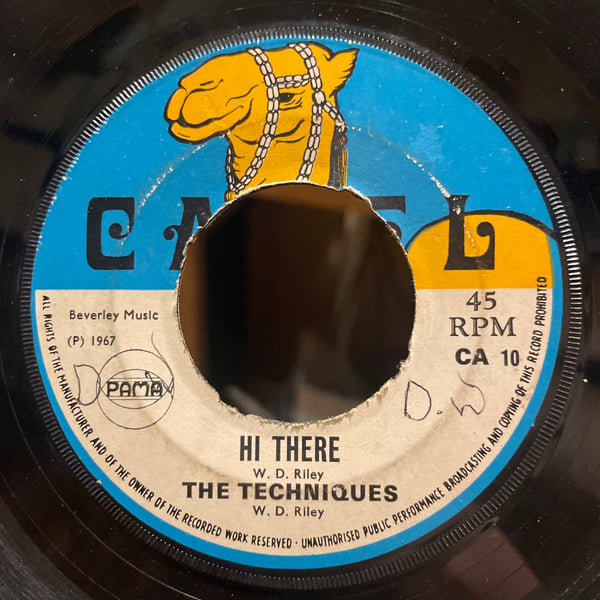 CA EL
Beverley Music
(P) 1967
PAMA
45
RPM
CA 10
D.W
HI THERE
W. D. Riley
THE TECHNIQUES
W. D. Riley
ALL RIGHTS OF THE MANUFACTURER AND OF THE OWNER OF THE RECORDED WORK RESERVED · UNAUTHORISED PUBLIC PERFORMANCE BROADCASTING AND COPYING OF THIS RECORD PROHIBITED